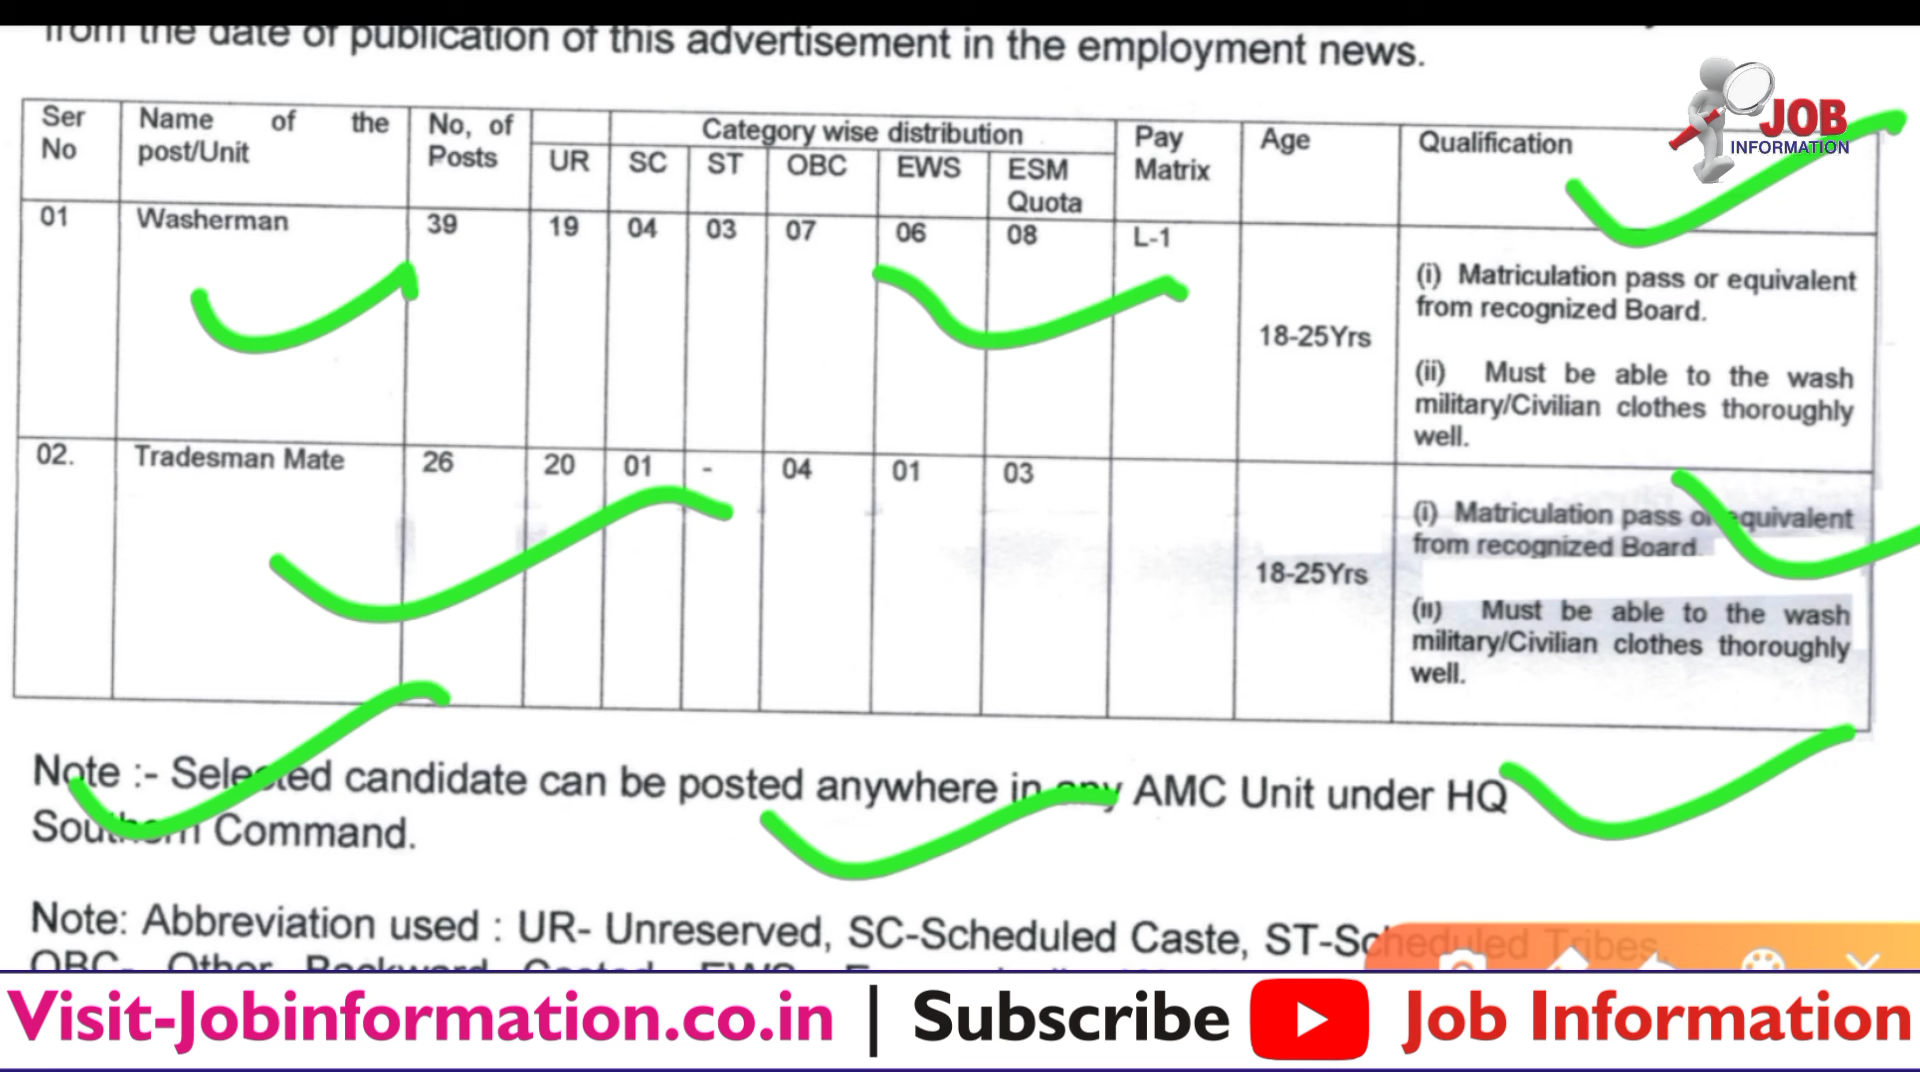 from the date of publication of this advertisement in the employment news.
JOB
INFORMATION
Ser No
Name of the post/Unit
No, of Posts
Category wise distribution
UR SC ST OBC EWS ESM Quota
Pay Matrix
Age
Qualification
01 Washerman 39 19 04 03 07 06 08 L-1
18-25Yrs
(i) Matriculation pass or equivalent
from recognized Board.
(ii) Must be able to the wash
military/Civilian clothes thoroughly
well.
02. Tradesman Mate 26 20 01 - 04 01 03
18-25Yrs
(i) Matriculation pass or equivalent
from recognized Board.
(ii) Must be able to the wash
military/Civilian clothes thoroughly
well.
Note :- Selected candidate can be posted anywhere in any AMC Unit under HQ
Southern Command.
Note: Abbreviation used : UR- Unreserved, SC-Scheduled Caste, ST-Scheduled Tribes,
OBC- Other Backward
Visit-Jobinformation.co.in | Subscribe Job Information